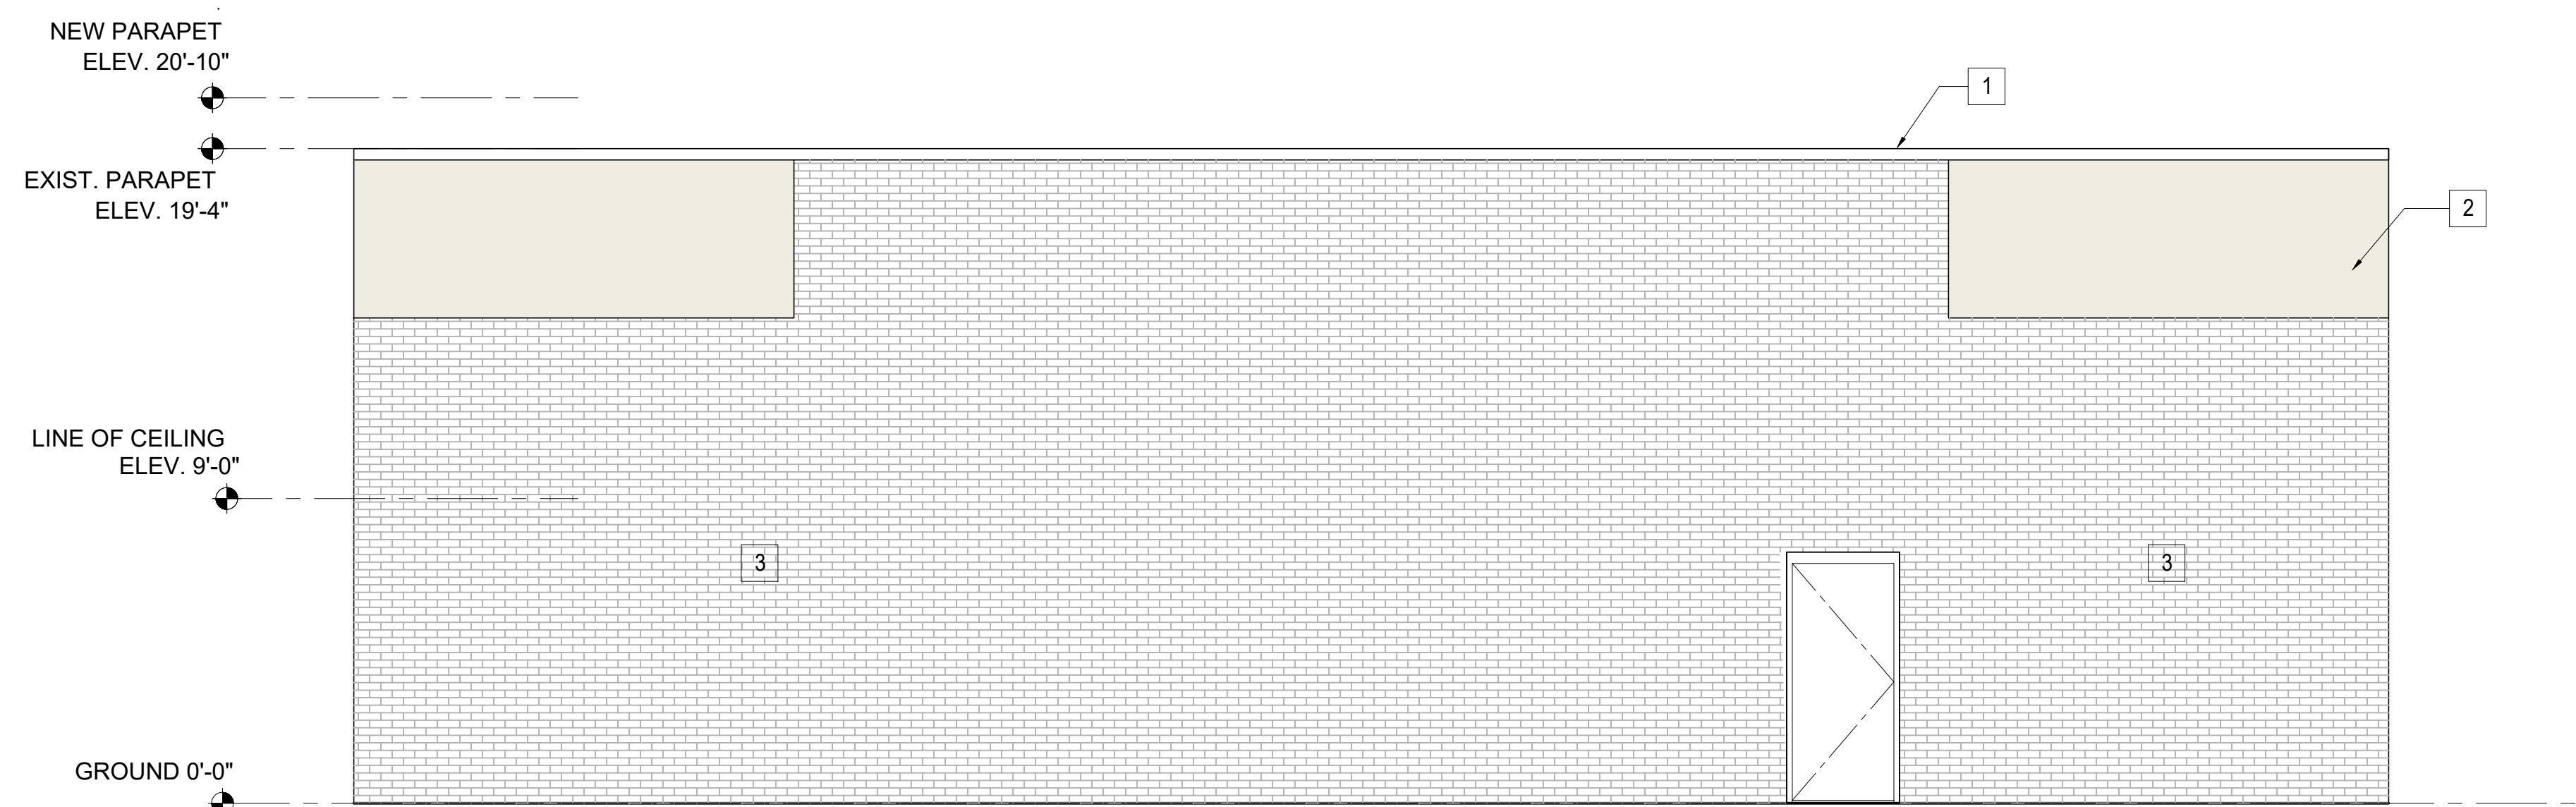 NEW PARAPET
ELEV. 20'-10"
1
EXIST. PARAPET
ELEV. 19'-4"
2
LINE OF CEILING
ELEV. 9'-0"
3
3
GROUND 0'-0"